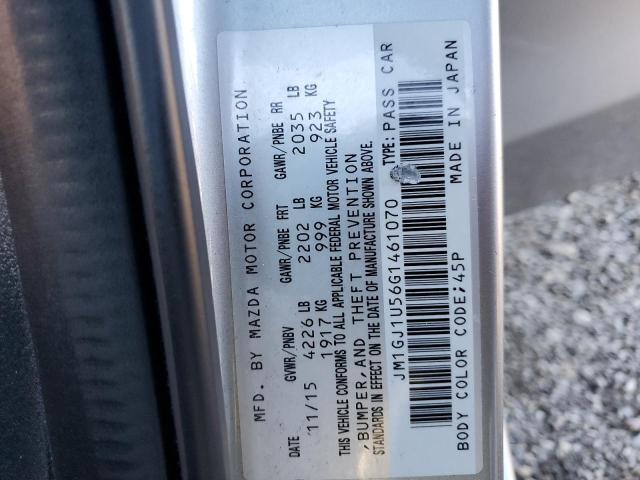 MFD. BY MAZDA MOTOR CORPORATION
DATE GVWR/PNBV GAWR/PNBE FRT GAWR/PNBE RR
11/15 4226 LB 2202 LB 2035 LB
1917 KG 999 KG 923 KG
THIS VEHICLE CONFORMS TO ALL APPLICABLE FEDERAL MOTOR VEHICLE SAFETY
,BUMPER, AND THEFT PREVENTION
STANDARDS IN EFFECT ON THE DATE OF MANUFACTURE SHOWN ABOVE.
JM1GJ1U56G1461070 TYPE: PASS CAR
BODY COLOR CODE;45P MADE IN JAPAN